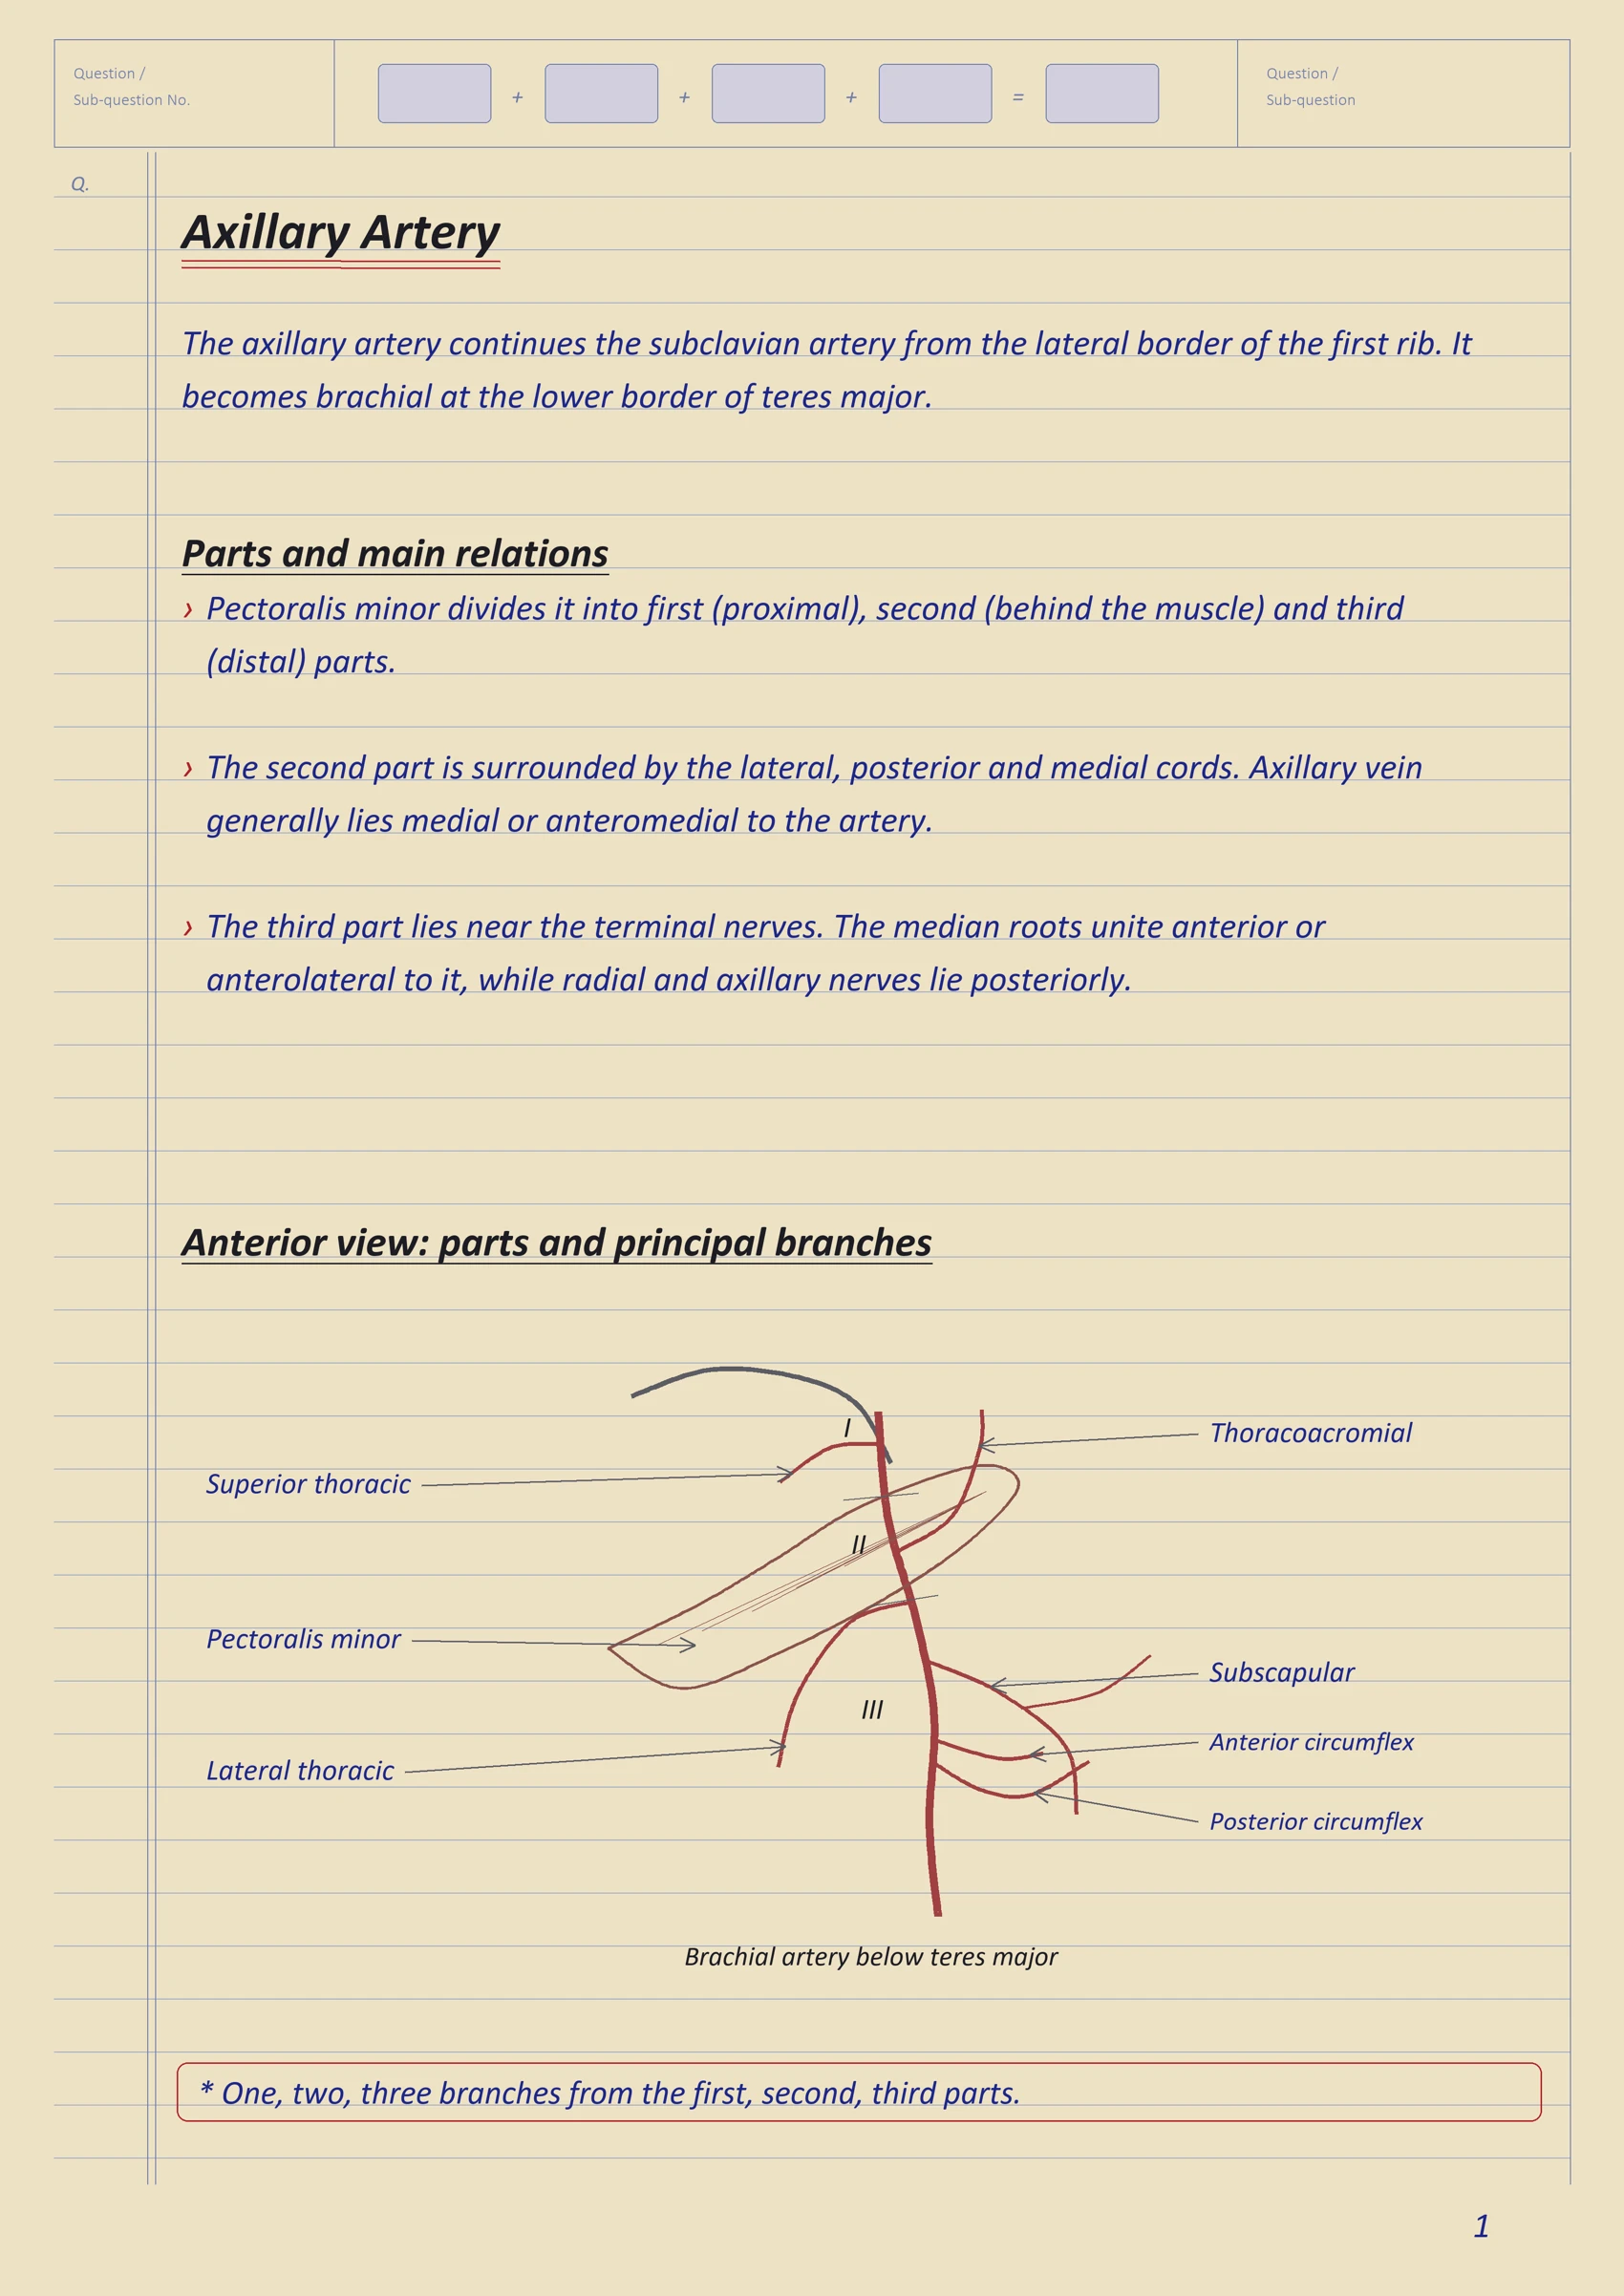 Question /
Sub-question No.
+ + + =
Question /
Sub-question
Q.
Axillary Artery
The axillary artery continues the subclavian artery from the lateral border of the first rib. It
becomes brachial at the lower border of teres major.
Parts and main relations
› Pectoralis minor divides it into first (proximal), second (behind the muscle) and third
(distal) parts.
› The second part is surrounded by the lateral, posterior and medial cords. Axillary vein
generally lies medial or anteromedial to the artery.
› The third part lies near the terminal nerves. The median roots unite anterior or
anterolateral to it, while radial and axillary nerves lie posteriorly.
Anterior view: parts and principal branches
I
Thoracoacromial
Superior thoracic
II
Pectoralis minor
Subscapular
III
Anterior circumflex
Lateral thoracic
Posterior circumflex
Brachial artery below teres major
* One, two, three branches from the first, second, third parts.
1